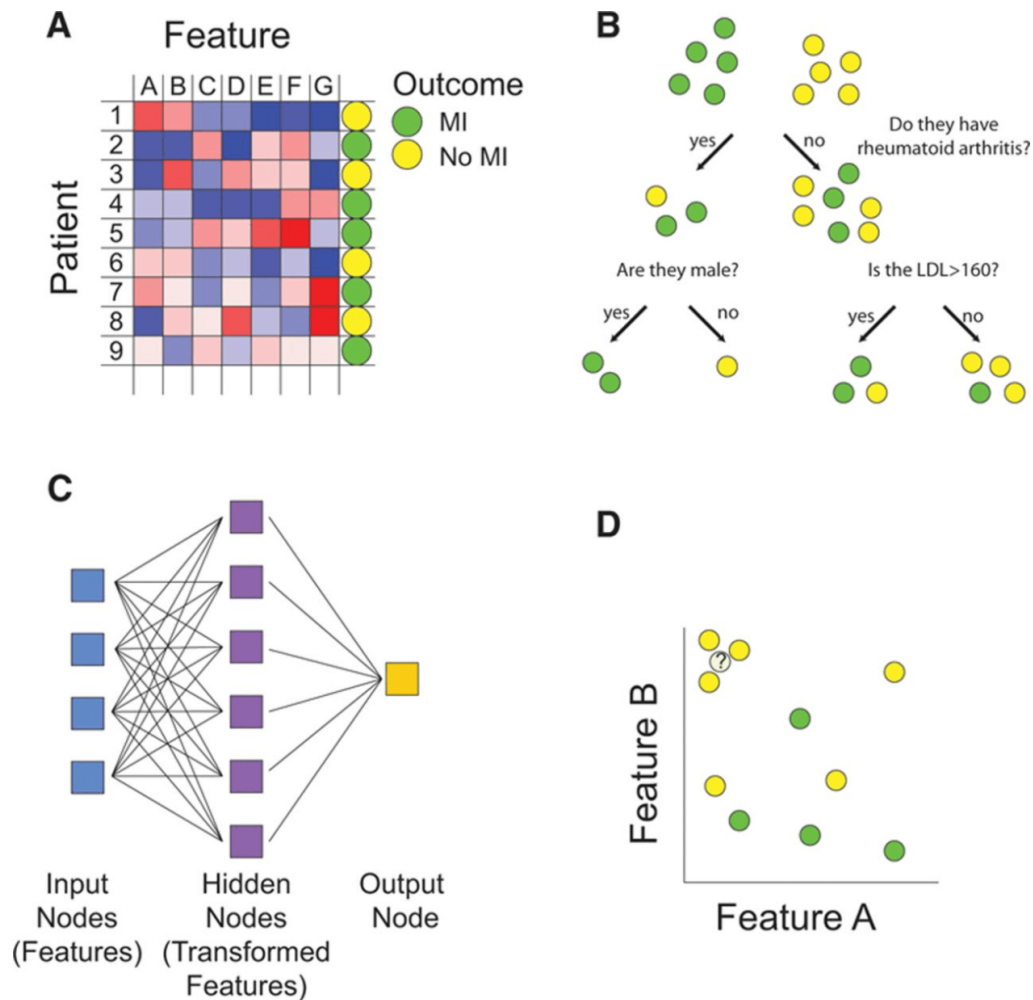 A
Feature
A B C D E F G
Outcome
MI
No MI
Patient
1
2
3
4
5
6
7
8
9
B
Do they have
rheumatoid arthritis?
yes
no
Are they male?
Is the LDL>160?
yes
no
yes
no
C
Input
Nodes
(Features)
Hidden
Nodes
(Transformed
Features)
Output
Node
D
?
Feature B
Feature A